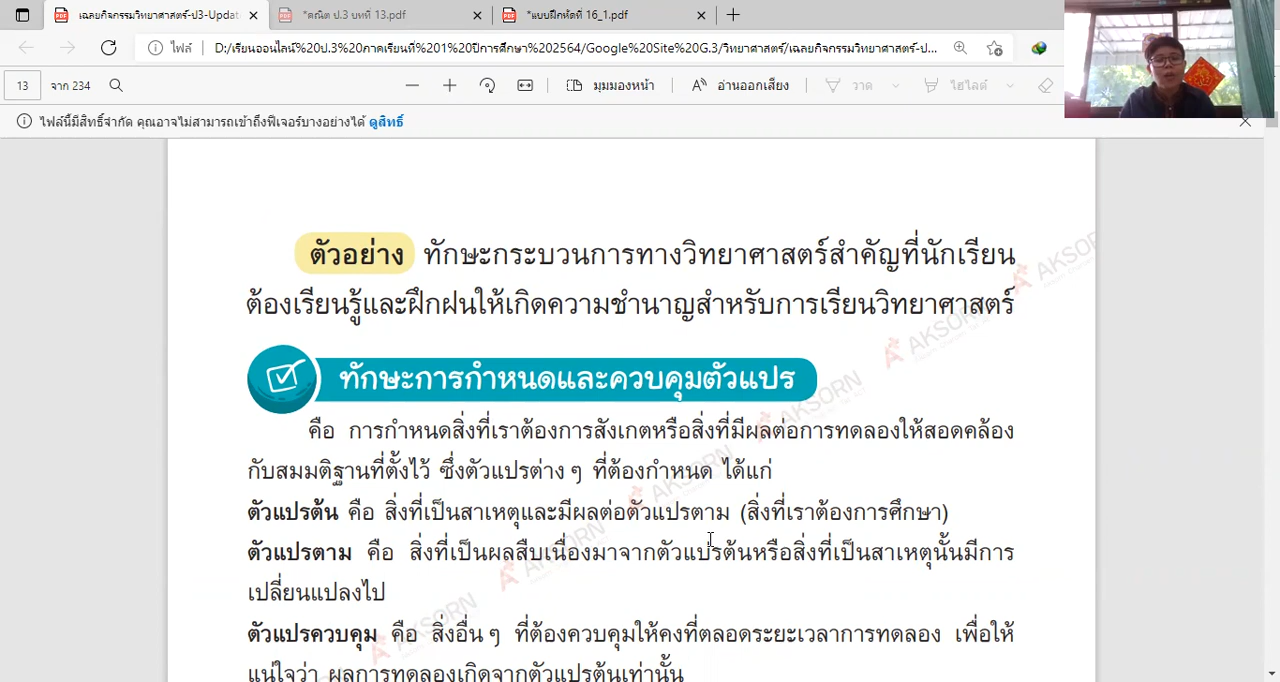 เฉลยกิจกรรมวิทยาศาสตร์-ป3-Updat
*คณิต ป.3 บทที่ 13.pdf
*แบบฝึกหัดที่ 16_1.pdf
ไฟล์
D:/เรียนออนไลน์%20ป.3%20ภาคเรียนที่%201%20ปีการศึกษา%202564/Google%20Site%20G.3/วิทยาศาสตร์/เฉลยกิจกรรมวิทยาศาสตร์-ป...
13 จาก 234
มุมมองหน้า
อ่านออกเสียง
วาด
ไฮไลต์
ไฟล์นี้มีสิทธิ์จำกัด คุณอาจไม่สามารถเข้าถึงฟีเจอร์บางอย่างได้ ดูสิทธิ์
ตัวอย่าง ทักษะกระบวนการทางวิทยาศาสตร์สำคัญที่นักเรียน
ต้องเรียนรู้และฝึกฝนให้เกิดความชำนาญสำหรับการเรียนวิทยาศาสตร์
ทักษะการกำหนดและควบคุมตัวแปร
คือ การกำหนดสิ่งที่เราต้องการสังเกตหรือสิ่งที่มีผลต่อการทดลองให้สอดคล้อง
กับสมมติฐานที่ตั้งไว้ ซึ่งตัวแปรต่าง ๆ ที่ต้องกำหนด ได้แก่
ตัวแปรต้น คือ สิ่งที่เป็นสาเหตุและมีผลต่อตัวแปรตาม (สิ่งที่เราต้องการศึกษา)
ตัวแปรตาม คือ สิ่งที่เป็นผลสืบเนื่องมาจากตัวแปรต้นหรือสิ่งที่เป็นสาเหตุนั้นมีการ
เปลี่ยนแปลงไป
ตัวแปรควบคุม คือ สิ่งอื่น ๆ ที่ต้องควบคุมให้คงที่ตลอดระยะเวลาการทดลอง เพื่อให้
แน่ใจว่า ผลการทดลองเกิดจากตัวแปรต้นเท่านั้น
AKSORN
AKSORN
AKSORN
AKSORN
AKSORN
AKSORN